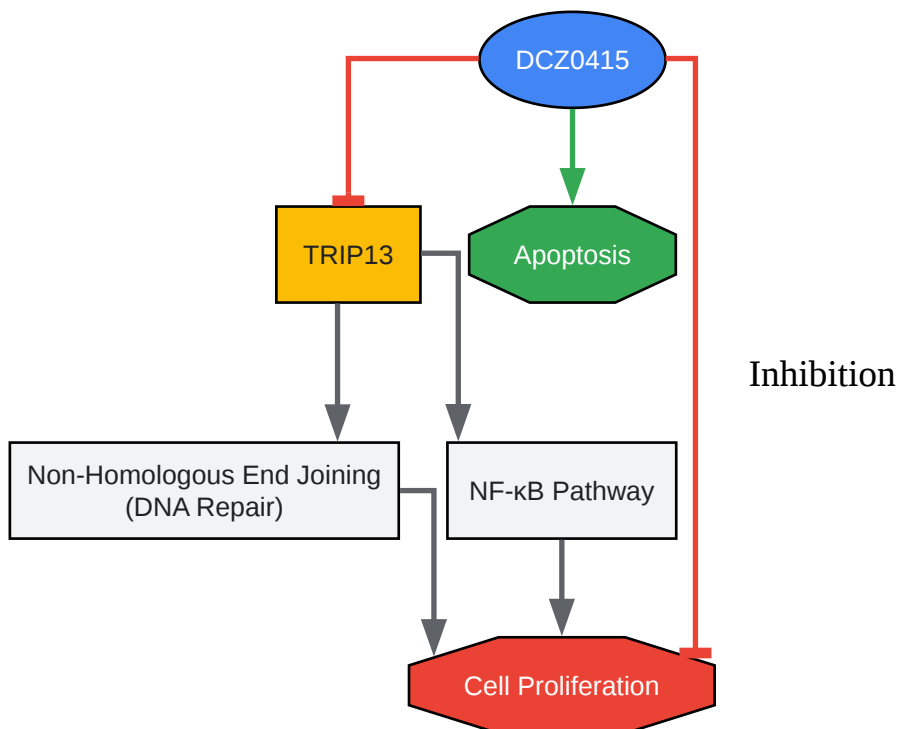 DCZ0415
TRIP13
Apoptosis
Inhibition
Non-Homologous End Joining
(DNA Repair)
NF-κB Pathway
Cell Proliferation